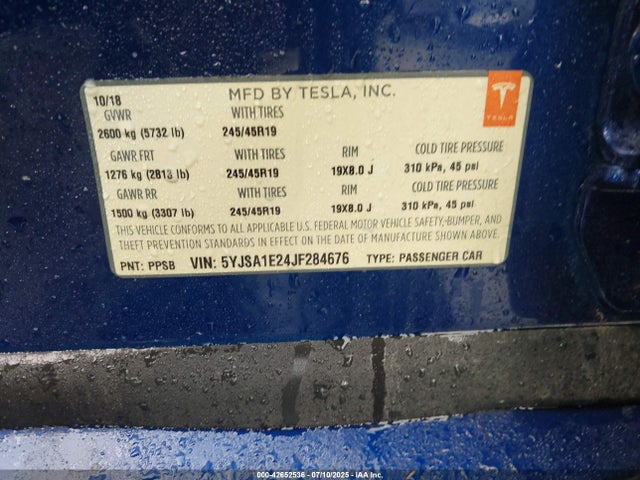 10/18 MFD BY TESLA, INC.
TESLA
GVWR WITH TIRES
2600 kg (5732 lb) 245/45R19
GAWR FRT WITH TIRES RIM COLD TIRE PRESSURE
1276 kg (2813 lb) 245/45R19 19X8.0 J 310 kPa, 45 psi
GAWR RR WITH TIRES RIM COLD TIRE PRESSURE
1500 kg (3307 lb) 245/45R19 19X8.0 J 310 kPa, 45 psi
THIS VEHICLE CONFORMS TO ALL APPLICABLE U.S. FEDERAL MOTOR VEHICLE SAFETY, BUMPER, AND
THEFT PREVENTION STANDARDS IN EFFECT ON THE DATE OF MANUFACTURE SHOWN ABOVE.
PNT: PPSB VIN: 5YJSA1E24JF284676 TYPE: PASSENGER CAR
000-42652536 - 07/10/2025 - IAAI.COM